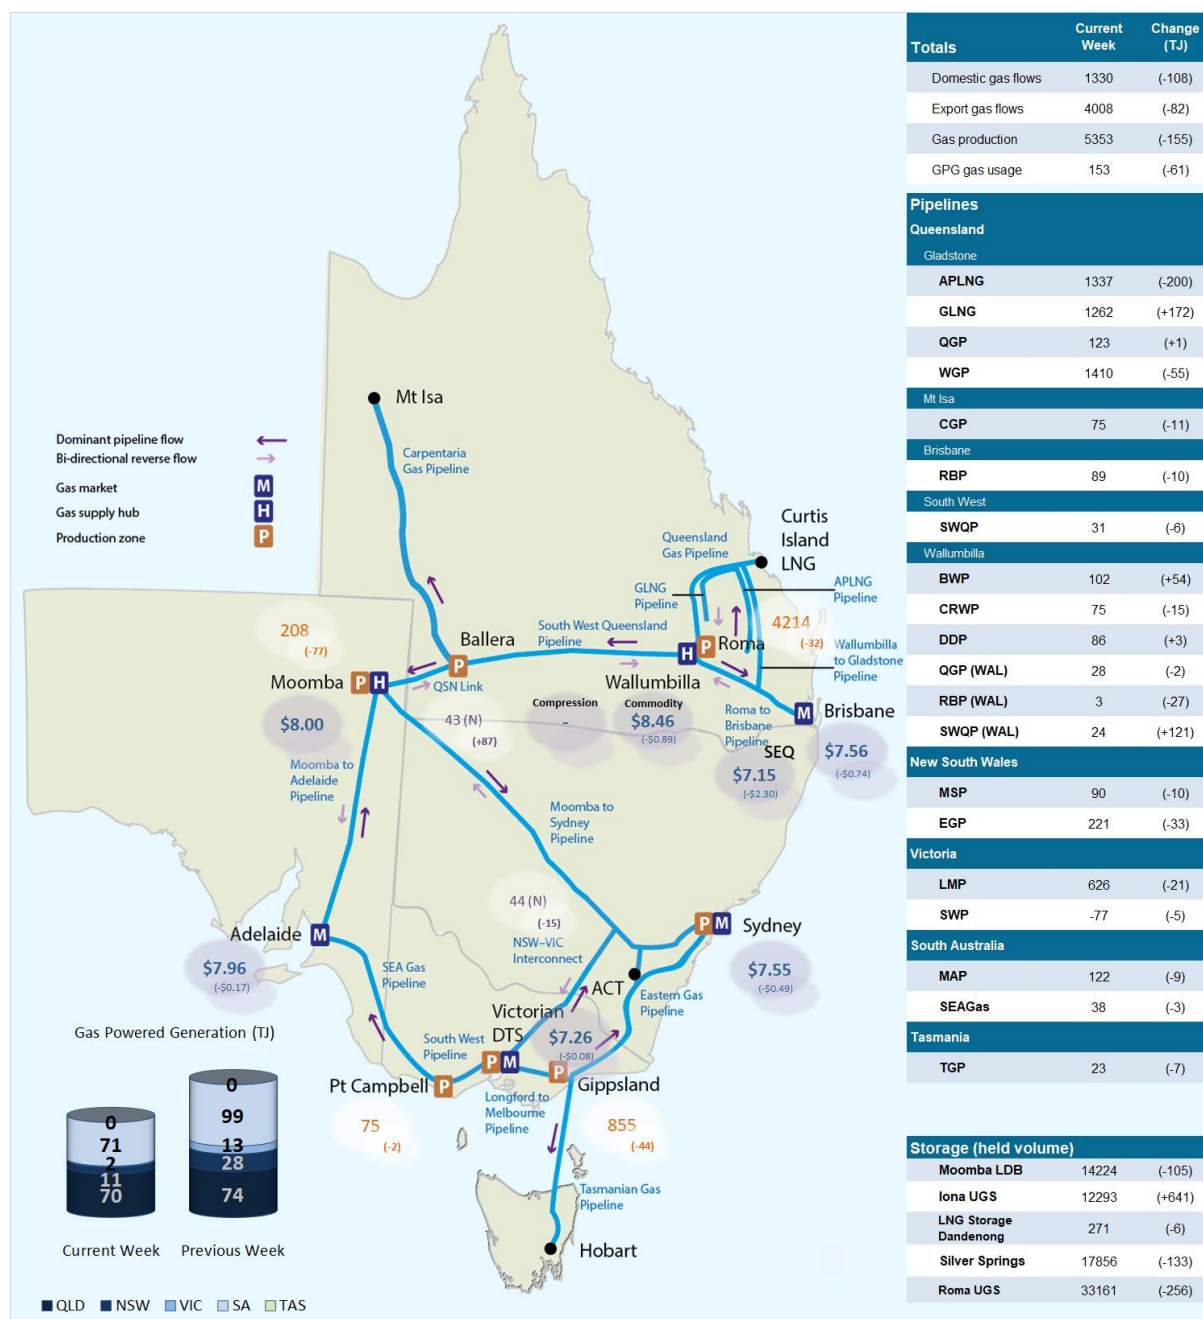 Mt Isa
Dominant pipeline flow
Bi-directional reverse flow
Gas market M
Gas supply hub H
Production zone P
Carpentaria
Gas Pipeline
Curtis
Island
LNG
Queensland
Gas Pipeline
GLNG
Pipeline
APLNG
Pipeline
4214
(-32)
208
(-77)
Ballera
P
South West Queensland
Pipeline
H P Roma
Wallumbilla
to Gladstone
Pipeline
Moomba P H
QSN Link
Wallumbilla
$8.00
43 (N)
(+87)
Compression
-
Commodity
$8.46
(-$0.89)
Roma to
Brisbane
Pipeline
M Brisbane
SEQ
$7.15
(-$2.30)
$7.56
(-$0.74)
Moomba to
Adelaide
Pipeline
Moomba to
Sydney
Pipeline
44 (N)
(-15)
NSW–VIC
Interconnect
P M Sydney
$7.55
(-$0.49)
Adelaide M
$7.96
(-$0.17)
SEA Gas
Pipeline
ACT
Eastern Gas
Pipeline
Victorian
DTS
P M
$7.26
(-$0.08)
South West
Pipeline
Pt Campbell P
P
Gippsland
Longford to
Melbourne
Pipeline
75
(-2)
855
(-44)
Tasmanian Gas
Pipeline
Hobart
Gas Powered Generation (TJ)
0
71
2
11
70
Current Week
0
99
13
28
74
Previous Week
QLD NSW VIC SA TAS
Totals Current Week Change (TJ)
Domestic gas flows 1330 (-108)
Export gas flows 4008 (-82)
Gas production 5353 (-155)
GPG gas usage 153 (-61)
Pipelines
Queensland
Gladstone
APLNG 1337 (-200)
GLNG 1262 (+172)
QGP 123 (+1)
WGP 1410 (-55)
Mt Isa
CGP 75 (-11)
Brisbane
RBP 89 (-10)
South West
SWQP 31 (-6)
Wallumbilla
BWP 102 (+54)
CRWP 75 (-15)
DDP 86 (+3)
QGP (WAL) 28 (-2)
RBP (WAL) 3 (-27)
SWQP (WAL) 24 (+121)
New South Wales
MSP 90 (-10)
EGP 221 (-33)
Victoria
LMP 626 (-21)
SWP -77 (-5)
South Australia
MAP 122 (-9)
SEAGas 38 (-3)
Tasmania
TGP 23 (-7)
Storage (held volume)
Moomba LDB 14224 (-105)
Iona UGS 12293 (+641)
LNG Storage Dandenong 271 (-6)
Silver Springs 17856 (-133)
Roma UGS 33161 (-256)